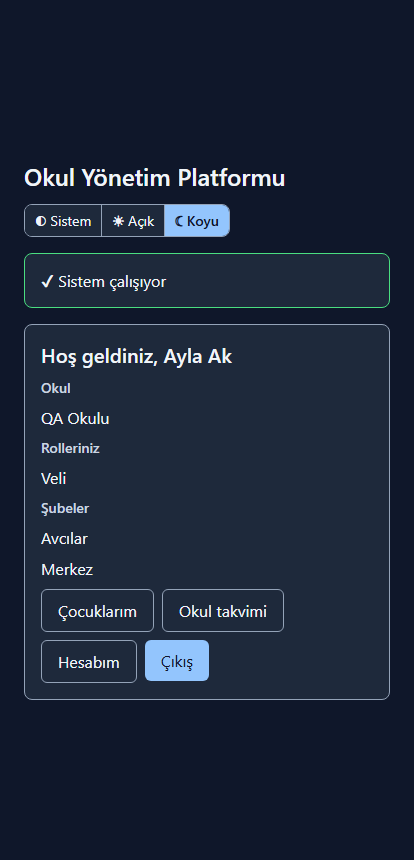 Okul Yönetim Platformu
◐ Sistem ☀ Açık ☾ Koyu
✓ Sistem çalışıyor
Hoş geldiniz, Ayla Ak
Okul
QA Okulu
Rolleriniz
Veli
Şubeler
Avcılar
Merkez
Çocuklarım Okul takvimi
Hesabım Çıkış